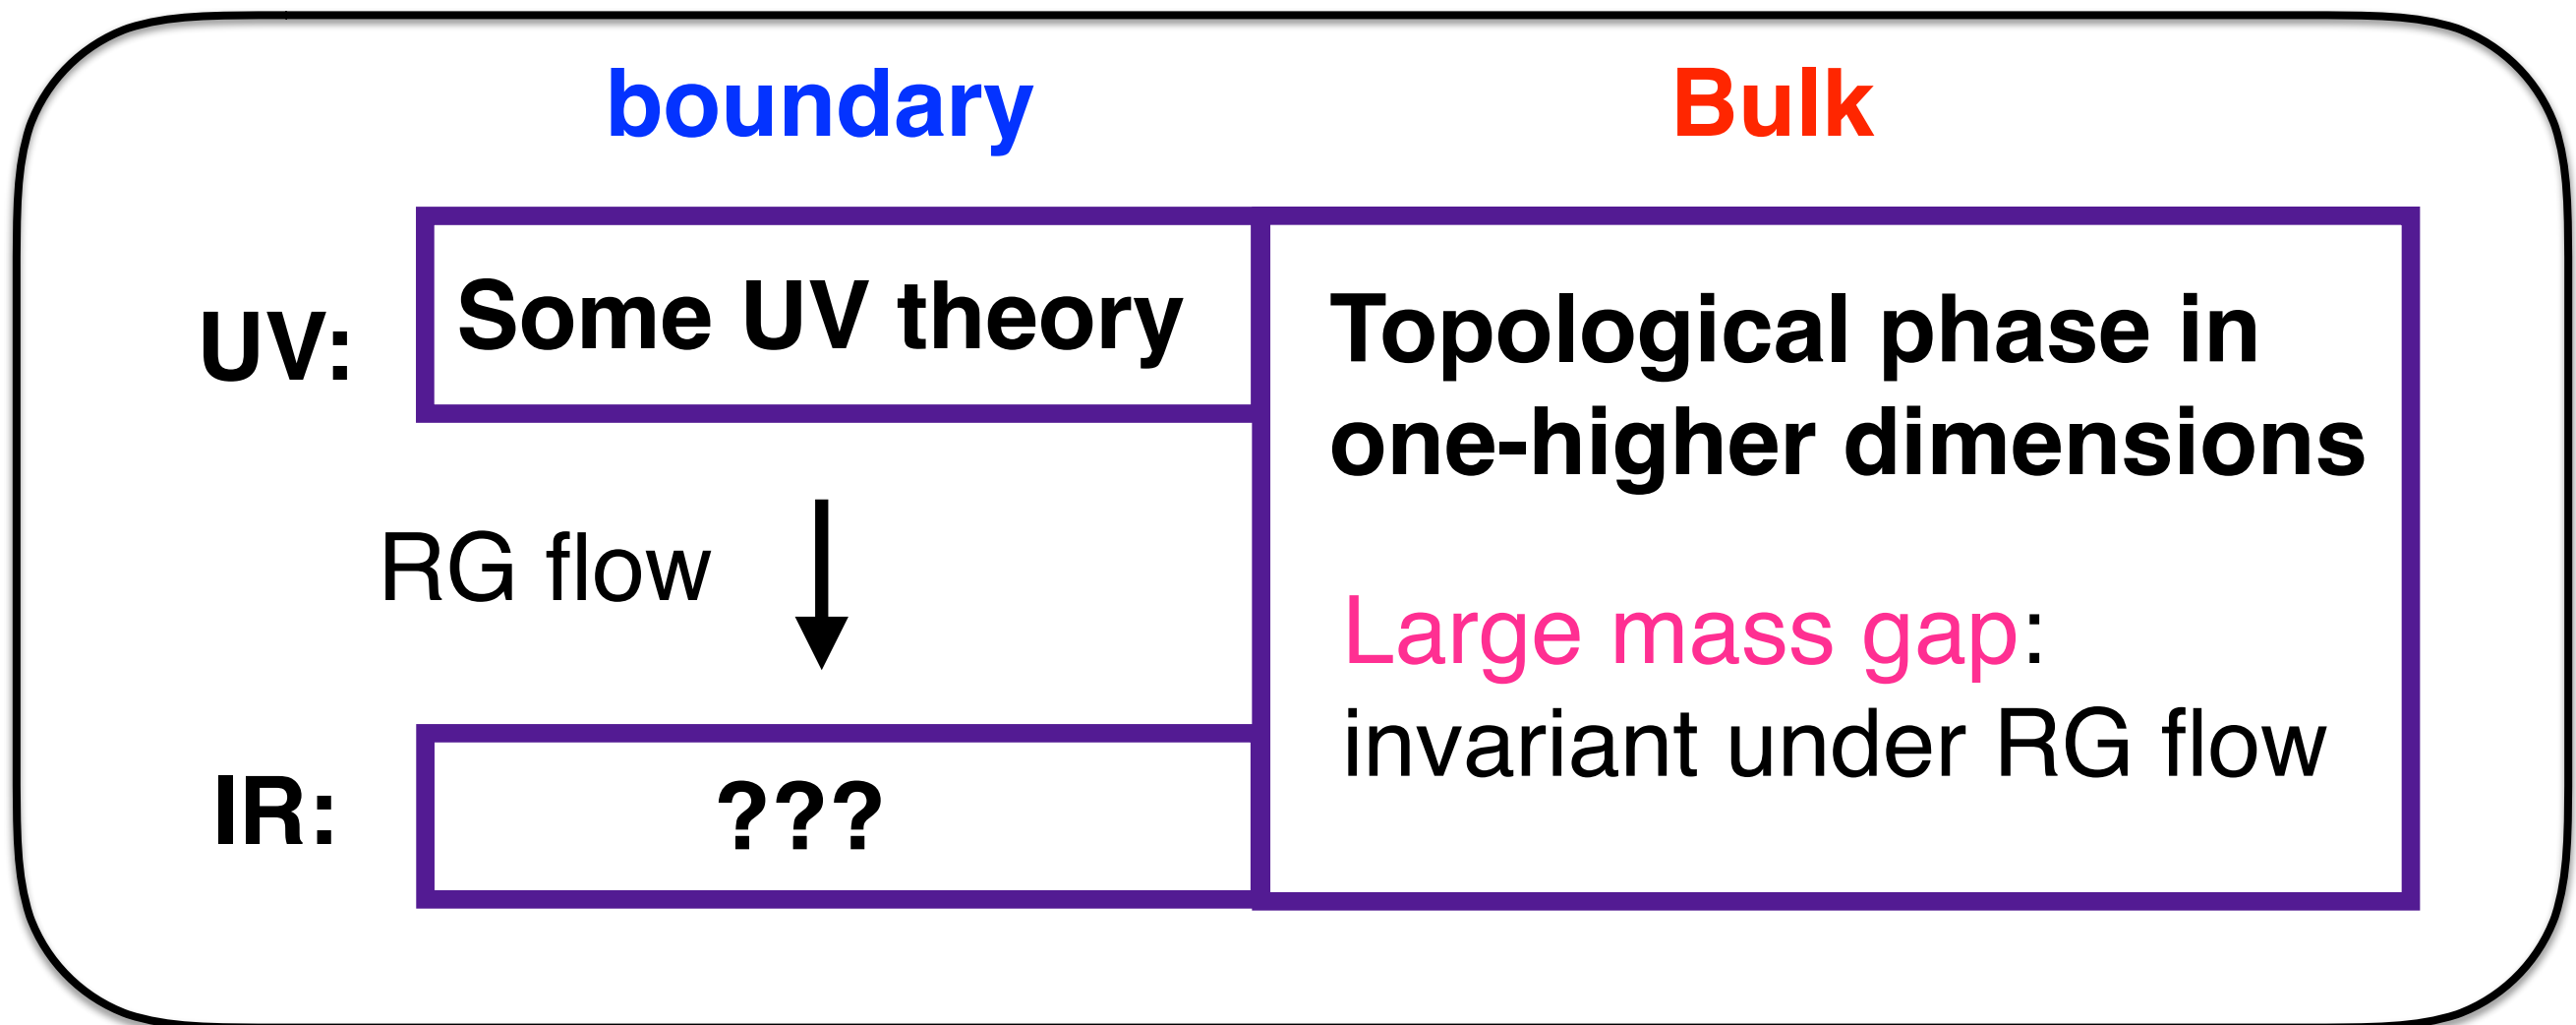 boundary
Bulk
UV:
Some UV theory
Topological phase in
one-higher dimensions
RG flow
Large mass gap:
invariant under RG flow
IR:
???